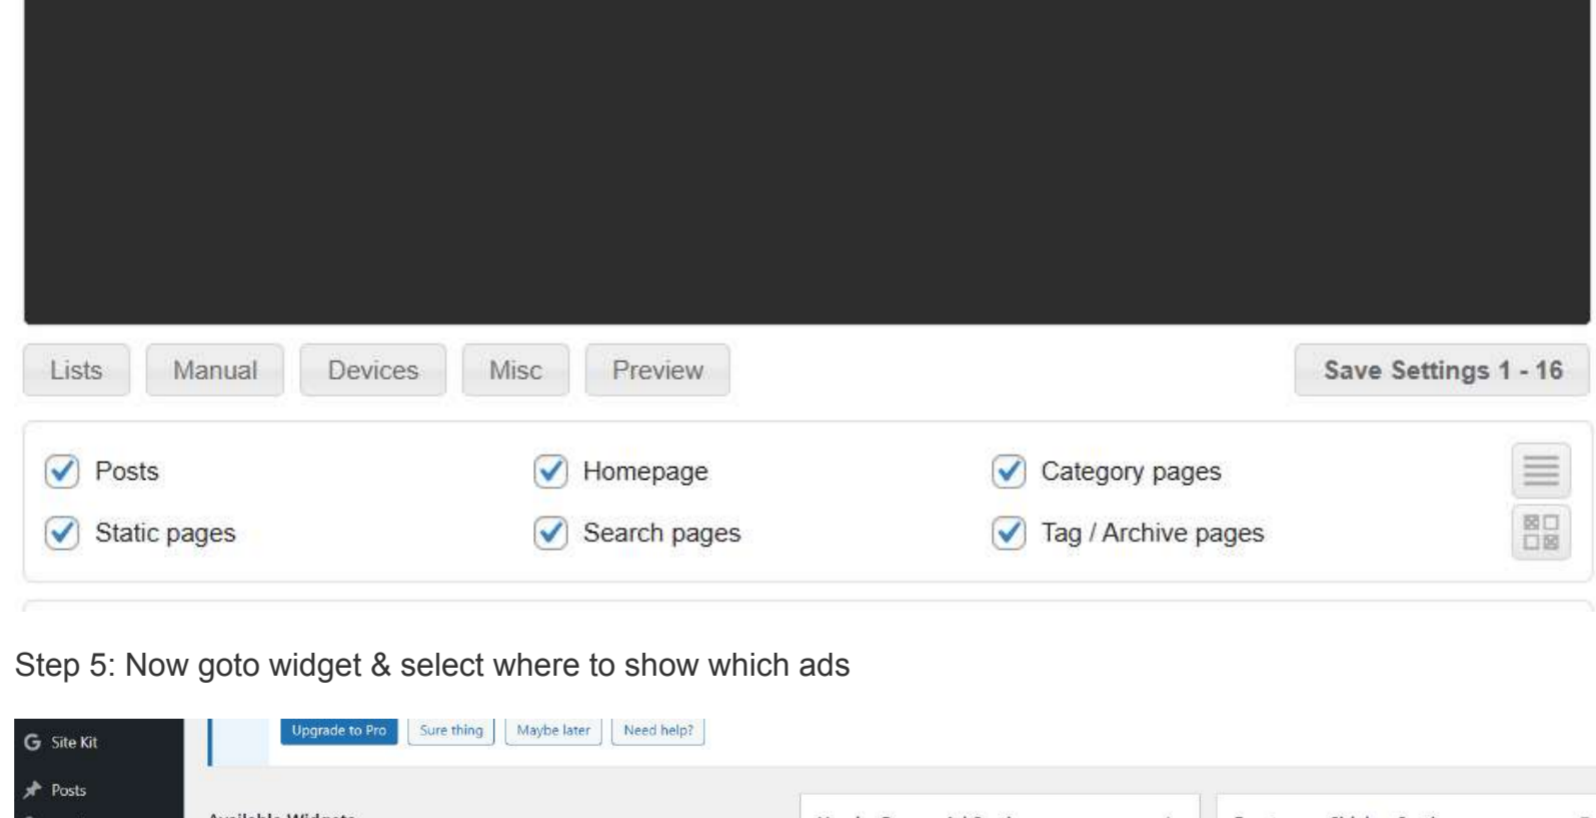 Lists Manual Devices Misc Preview Save Settings 1 - 16
Posts Homepage Category pages
Static pages Search pages Tag / Archive pages
Step 5: Now goto widget & select where to show which ads
Site Kit Upgrade to Pro Sure thing Maybe later Need help?
Posts
Available Widgets